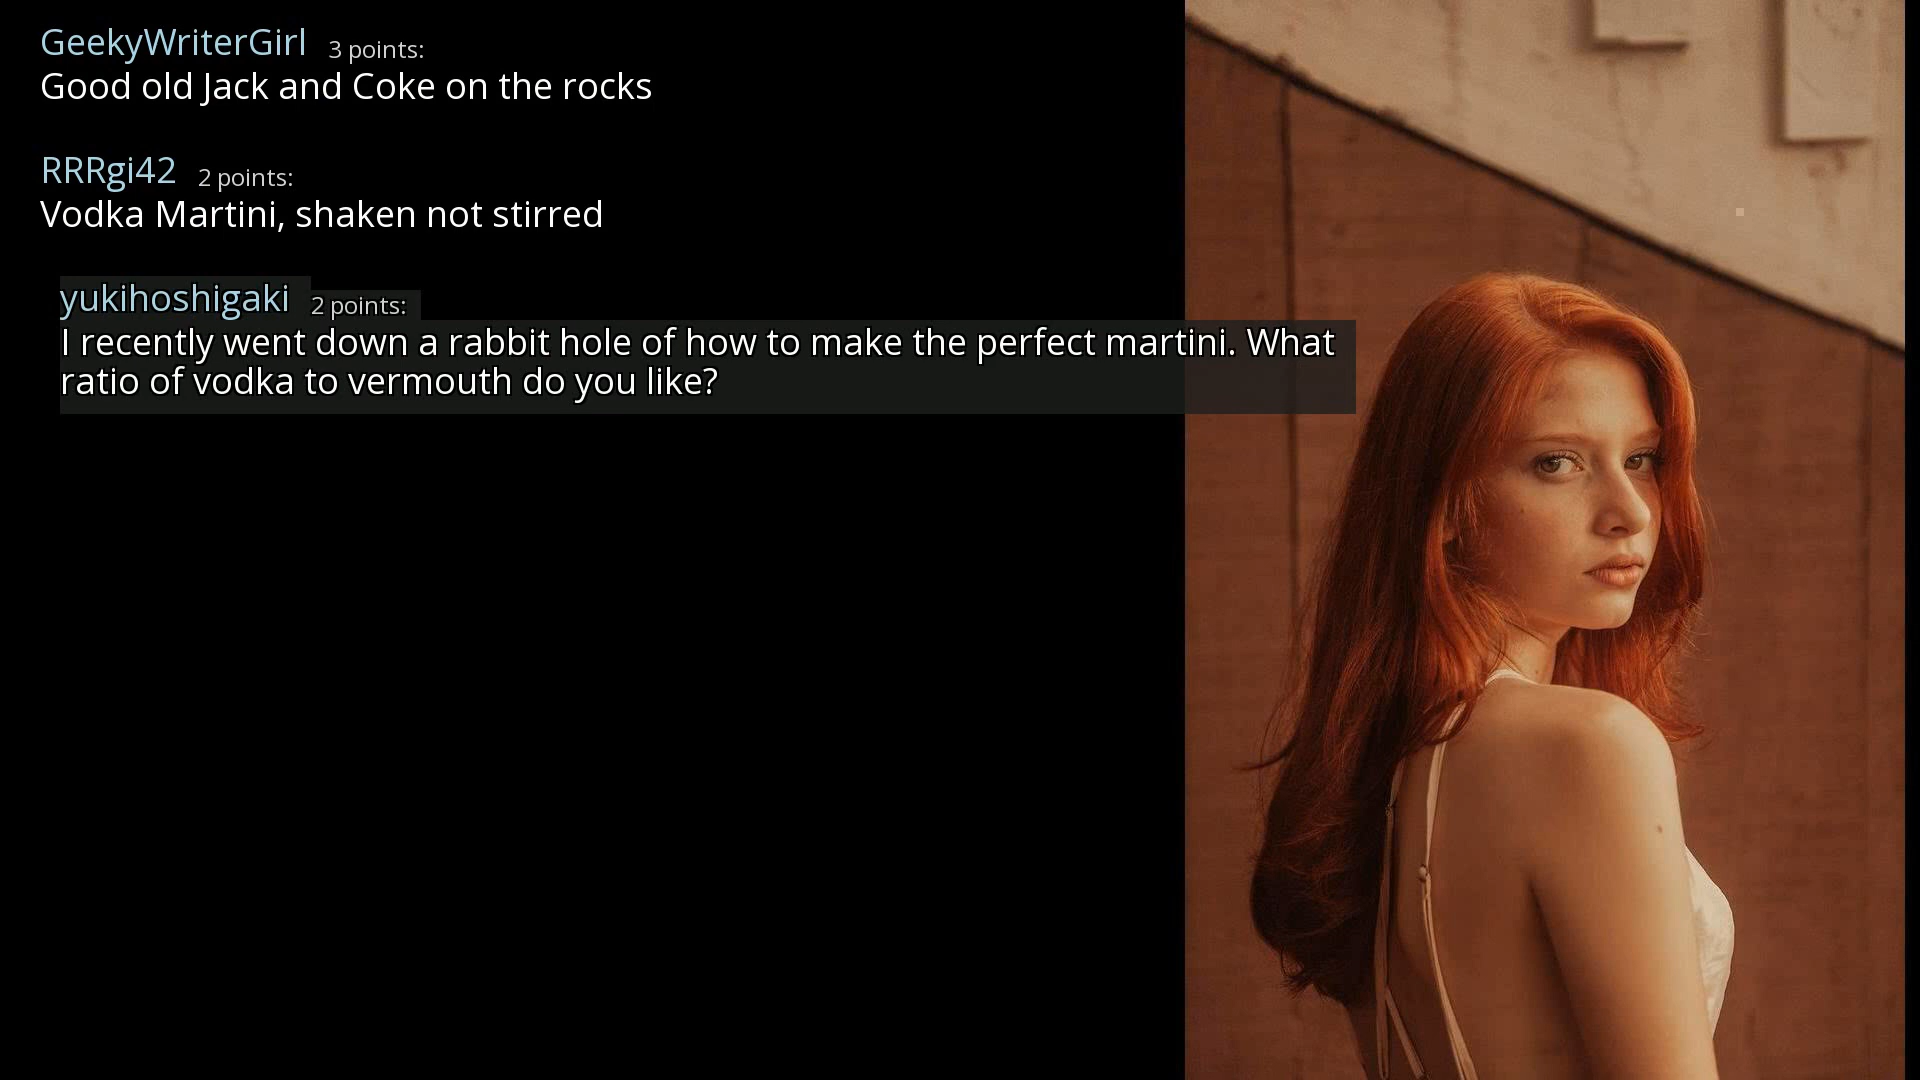 GeekyWriterGirl 3 points:
Good old Jack and Coke on the rocks
RRRgi42 2 points:
Vodka Martini, shaken not stirred
yukihoshigaki 2 points:
I recently went down a rabbit hole of how to make the perfect martini. What
ratio of vodka to vermouth do you like?